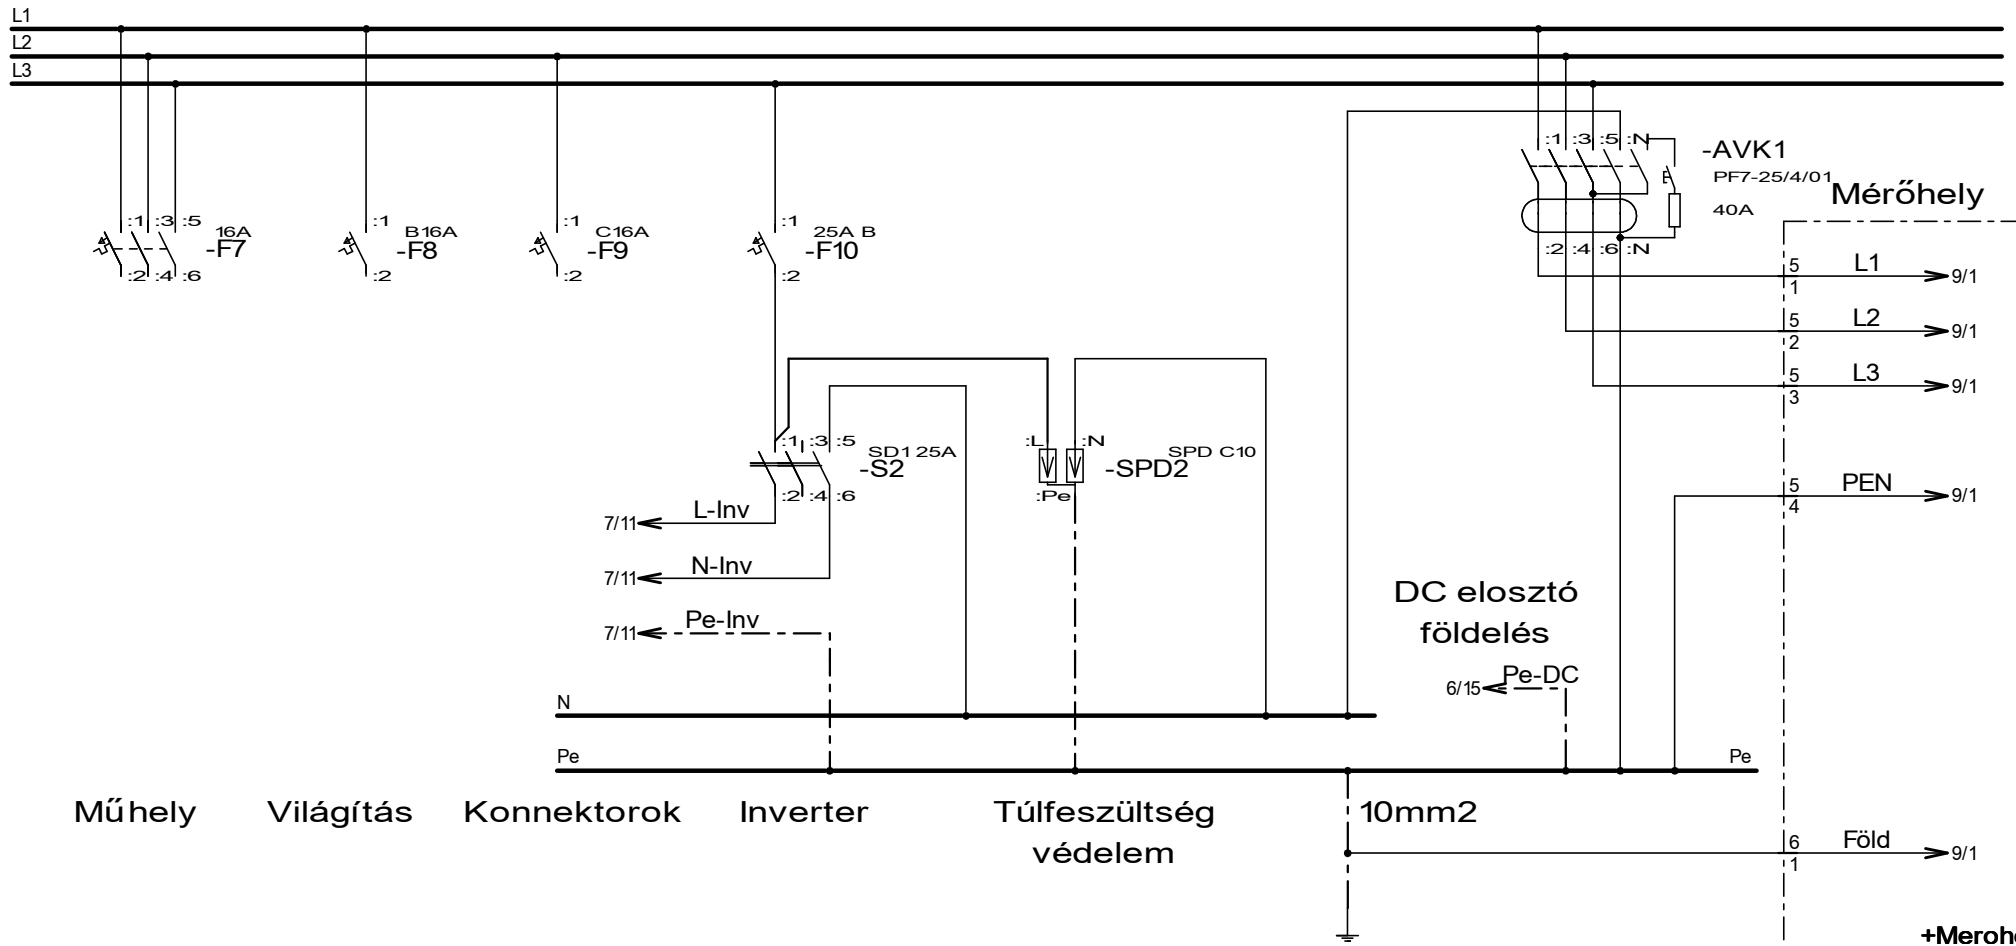 L1
L2
L3
:1 :3 :5 :N
-AVK1
PF7-25/4/01
40A
Mérőhely
:1 :3 :5
16A
-F7
:2 :4 :6
:1
B16A
-F8
:2
:1
C16A
-F9
:2
:1
25A B
-F10
:2
:2 :4 :6 :N
5
1
L1
9/1
5
2
L2
9/1
5
3
L3
9/1
:1 :3 :5
SD1 25A
-S2
:2 :4 :6
:L :N
SPD C10
-SPD2
:Pe
5
4
PEN
9/1
7/11
L-Inv
7/11
N-Inv
7/11
Pe-Inv
DC elosztó
földelés
6/15
Pe-DC
N
Pe
Pe
Műhely
Világítás
Konnektorok
Inverter
Túlfeszültség
védelem
10mm2
6
1
Föld
9/1